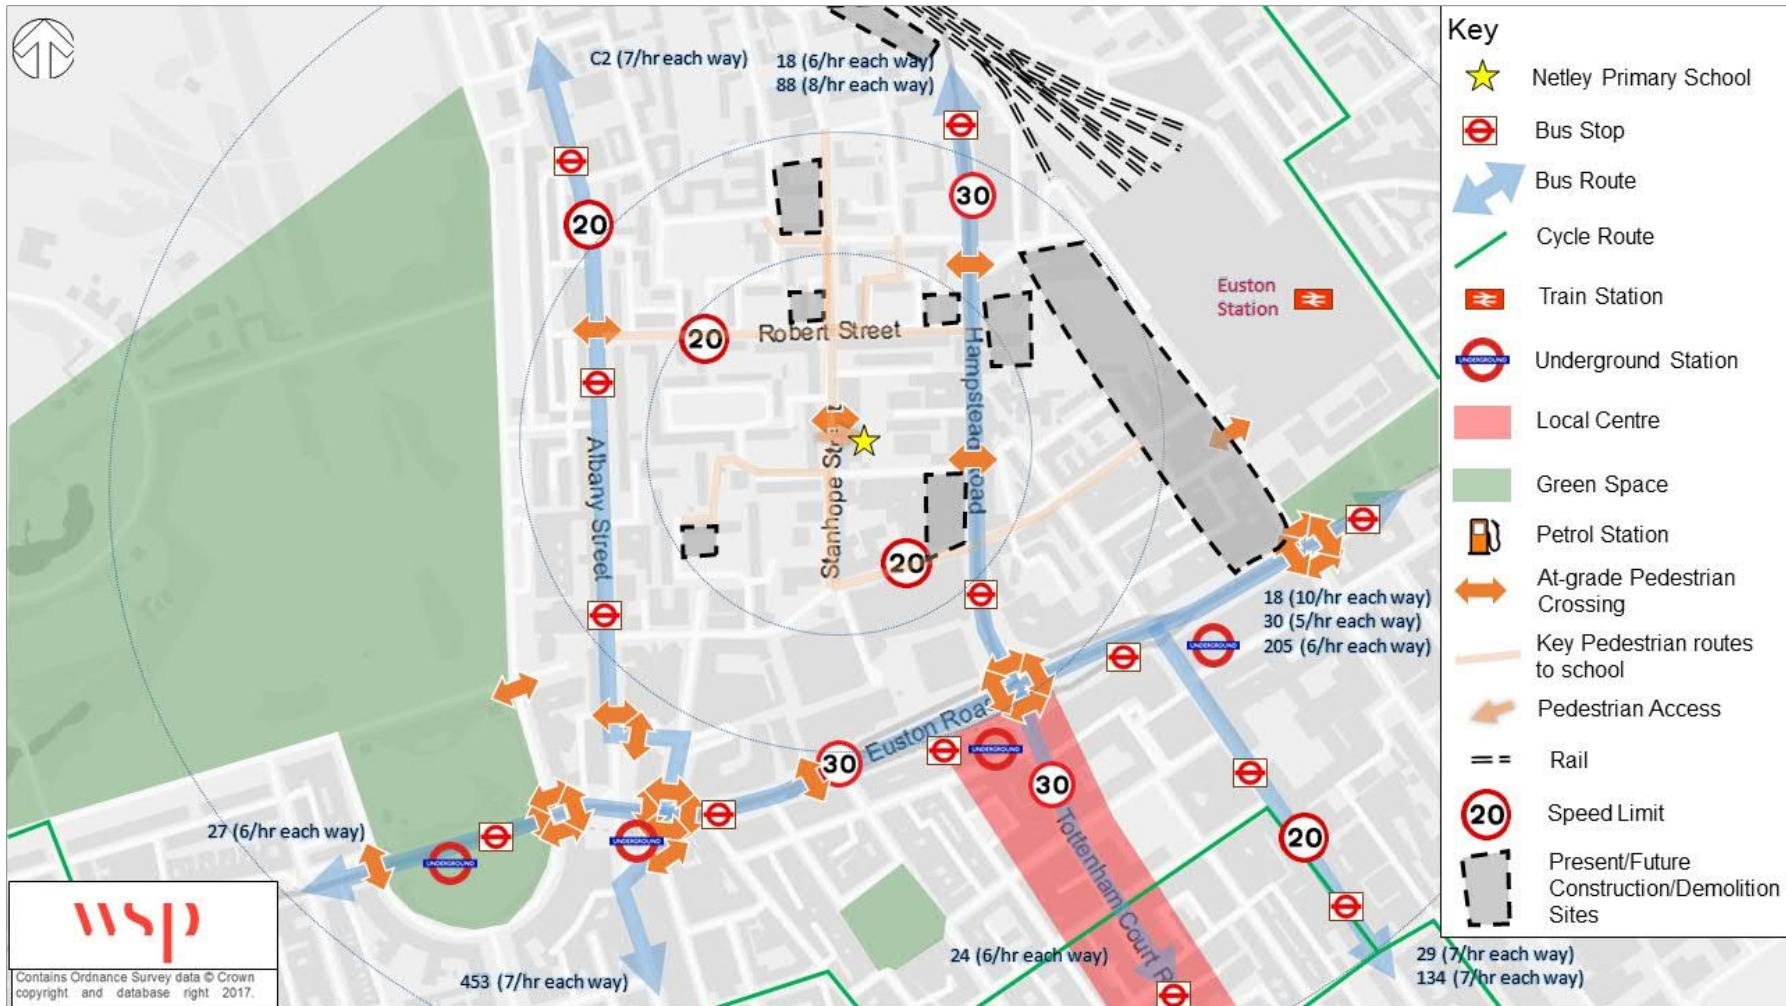 C2 (7/hr each way)
18 (6/hr each way)
88 (8/hr each way)
30
20
Euston
Station
20
Robert Street
Hampstead Road
Albany Street
Stanhope Street
20
18 (10/hr each way)
30 (5/hr each way)
205 (6/hr each way)
UNDERGROUND
Euston Road
UNDERGROUND
30
30
Tottenham Court R
20
27 (6/hr each way)
UNDERGROUND
UNDERGROUND
453 (7/hr each way)
24 (6/hr each way)
29 (7/hr each way)
134 (7/hr each way)
wsp
Contains Ordnance Survey data © Crown
copyright and database right 2017.
Key
Netley Primary School
Bus Stop
Bus Route
Cycle Route
Train Station
UNDERGROUND
Underground Station
Local Centre
Green Space
Petrol Station
At-grade Pedestrian
Crossing
Key Pedestrian routes
to school
Pedestrian Access
Rail
20
Speed Limit
Present/Future
Construction/Demolition
Sites